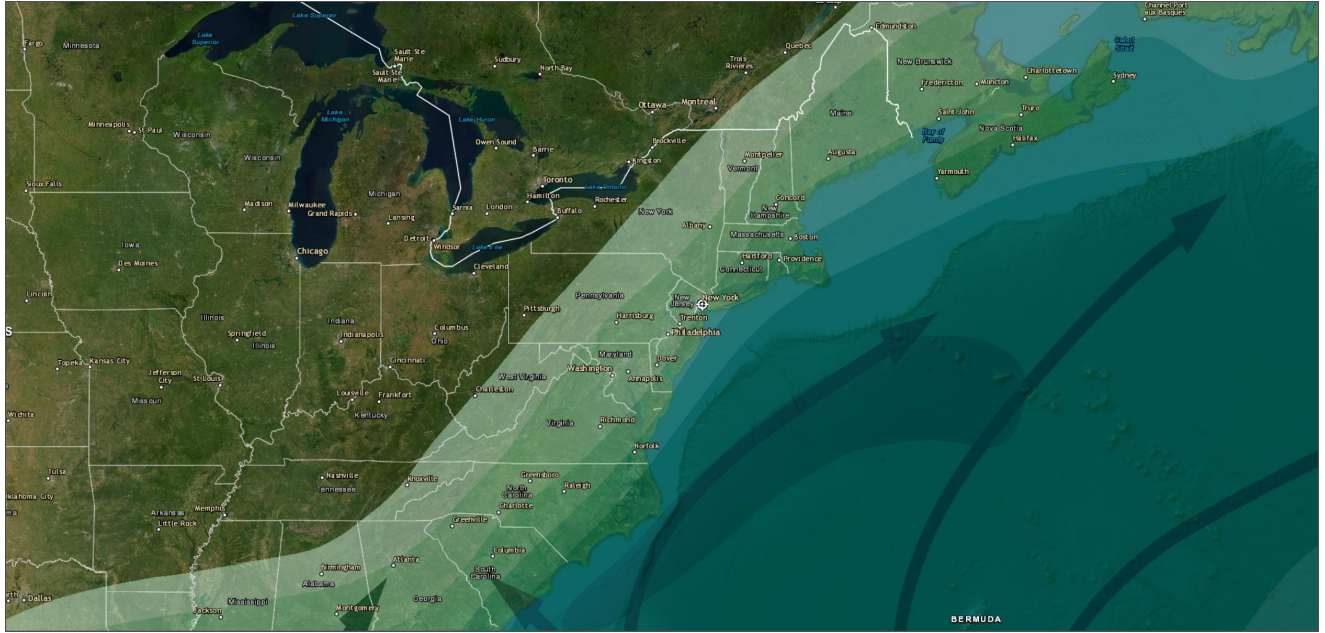 Lake Superior
Channel-Port
aux Basques
Edmundston
Lake
Superior
Cabot
Strait
Fargo
Minnesota
Sault Ste
Marie
Quebec
Sault Ste
Marie
Sudbury
North Bay
Trois
Rivieres
New Brunswick
Charlottetown
Fredericton
Moncton
Sydney
Ottawa
Montreal
Lake
Michigan
Lake Huron
Maine
Saint John
Truro
Minneapolis
St Paul
Wisconsin
Nova Scotia
Bay of
Fundy
Halifax
Owen Sound
Barrie
Brockville
Kingston
Montpelier
Augusta
Wisconsin
Vermont
Yarmouth
Sioux Falls
Toronto
Lake Ontario
Michigan
Hamilton
Rochester
Concord
Madison
Milwaukee
Grand Rapids
Lansing
Sarnia
London
Buffalo
New York
New
Hampshire
Albany
Massachusetts
Boston
Iowa
Chicago
Detroit
Windsor
Lake Erie
Hartford
Providence
Des Moines
Cleveland
Connecticut
Lincoln
Pennsylvania
New
Jersey
New York
Illinois
Indiana
Pittsburgh
Harrisburg
Trenton
S
Springfield
Illinois
Indianapolis
Columbus
Ohio
Philadelphia
Topeka
Kansas City
Cincinnati
Maryland
Dover
Jefferson
City
St Louis
West Virginia
Washington
Annapolis
Missouri
Louisville
Frankfort
Charleston
Wichita
Kentucky
Virginia
Richmond
Norfolk
Tulsa
Nashville
Knoxville
Greensboro
Tennessee
North
Carolina
Raleigh
Oklahoma City
ma
Arkansas
Memphis
Charlotte
Little Rock
Greenville
Atlanta
Columbia
Birmingham
South
Carolina
Alabama
rth
Dallas
Mississippi
Georgia
Jackson
Montgomery
BERMUDA